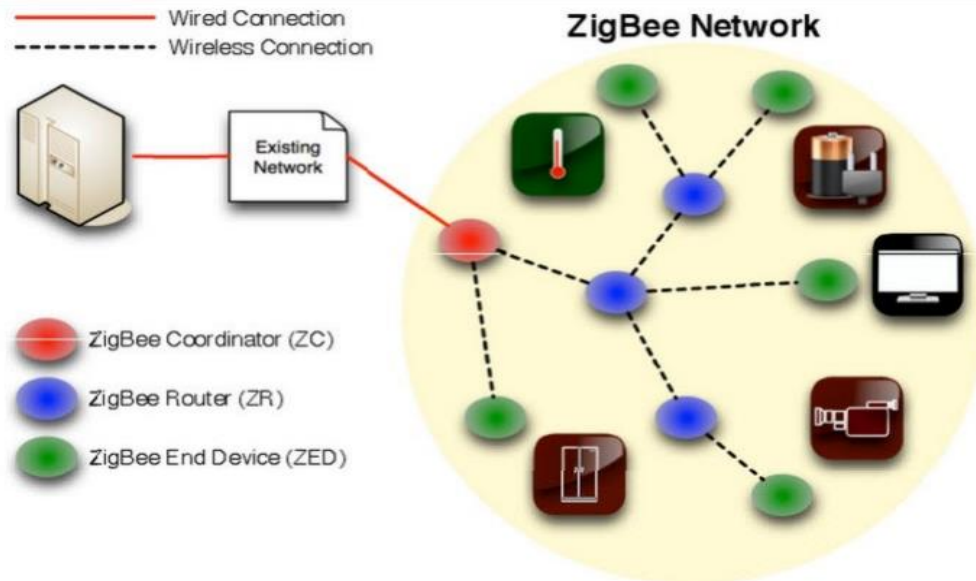 Wired Connection
Wireless Connection
ZigBee Network
Existing
Network
ZigBee Coordinator (ZC)
ZigBee Router (ZR)
ZigBee End Device (ZED)